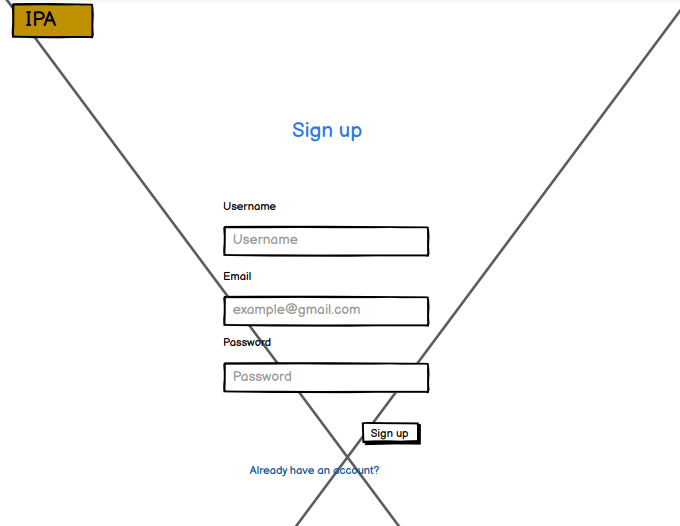 IPA
Sign up
Username
Username
Email
example@gmail.com
Password
Password
Sign up
Already have an account?